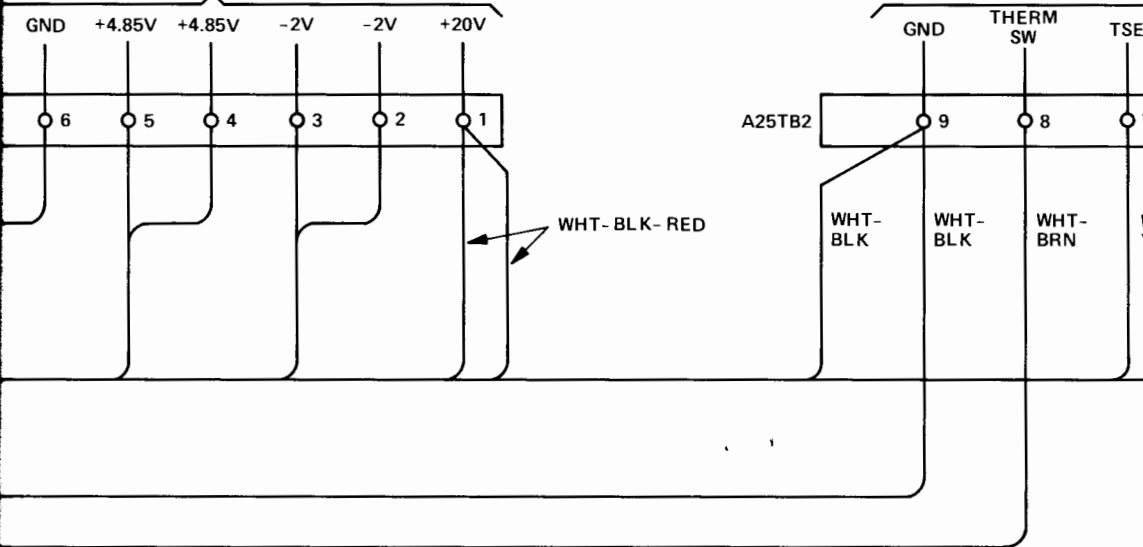 GND +4.85V +4.85V -2V -2V +20V
GND THERM SW TSE
6 5 4 3 2 1
A25TB2 9 8
WHT-BLK-RED
WHT-
BLK
WHT-
BLK
WHT-
BRN